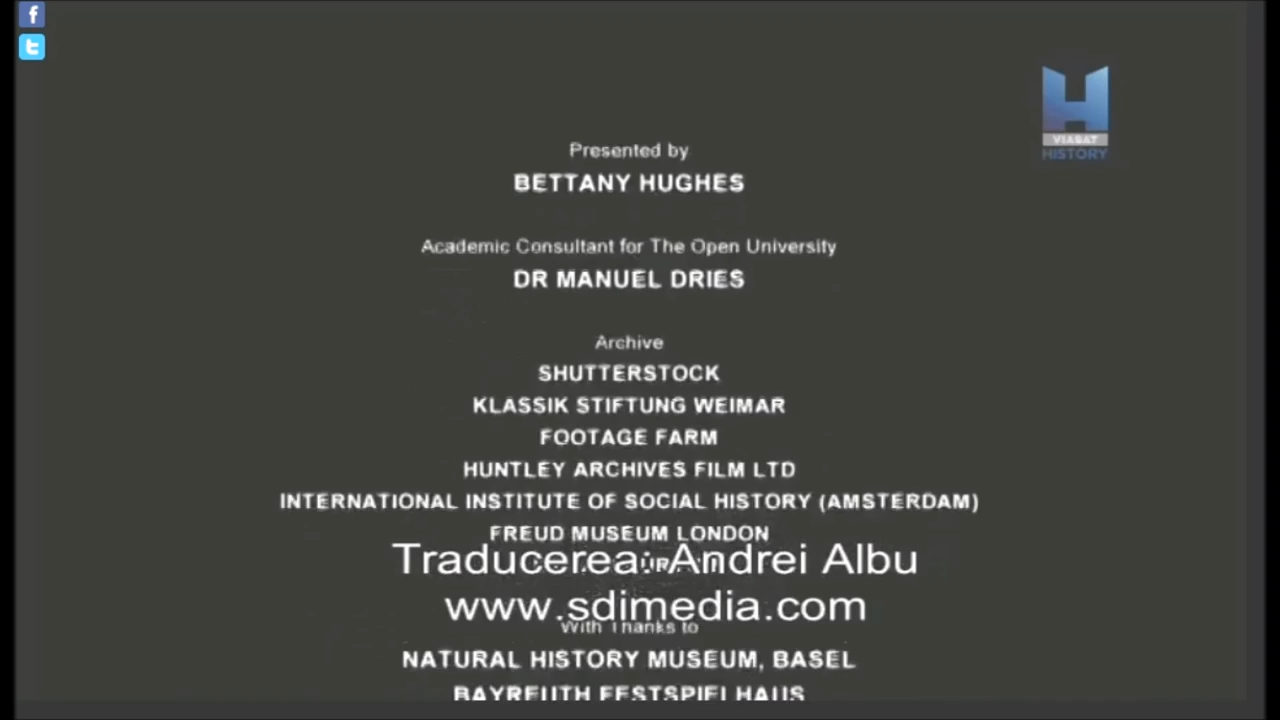 f
t
VIASAT
HISTORY
Presented by
BETTANY HUGHES
Academic Consultant for The Open University
DR MANUEL DRIES
Archive
SHUTTERSTOCK
KLASSIK STIFTUNG WEIMAR
FOOTAGE FARM
HUNTLEY ARCHIVES FILM LTD
INTERNATIONAL INSTITUTE OF SOCIAL HISTORY (AMSTERDAM)
FREUD MUSEUM LONDON
Traducerea: Andrei Albu
www.sdimedia.com
With Thanks to
NATURAL HISTORY MUSEUM, BASEL
BAYREUTH FESTSPIELHAUS